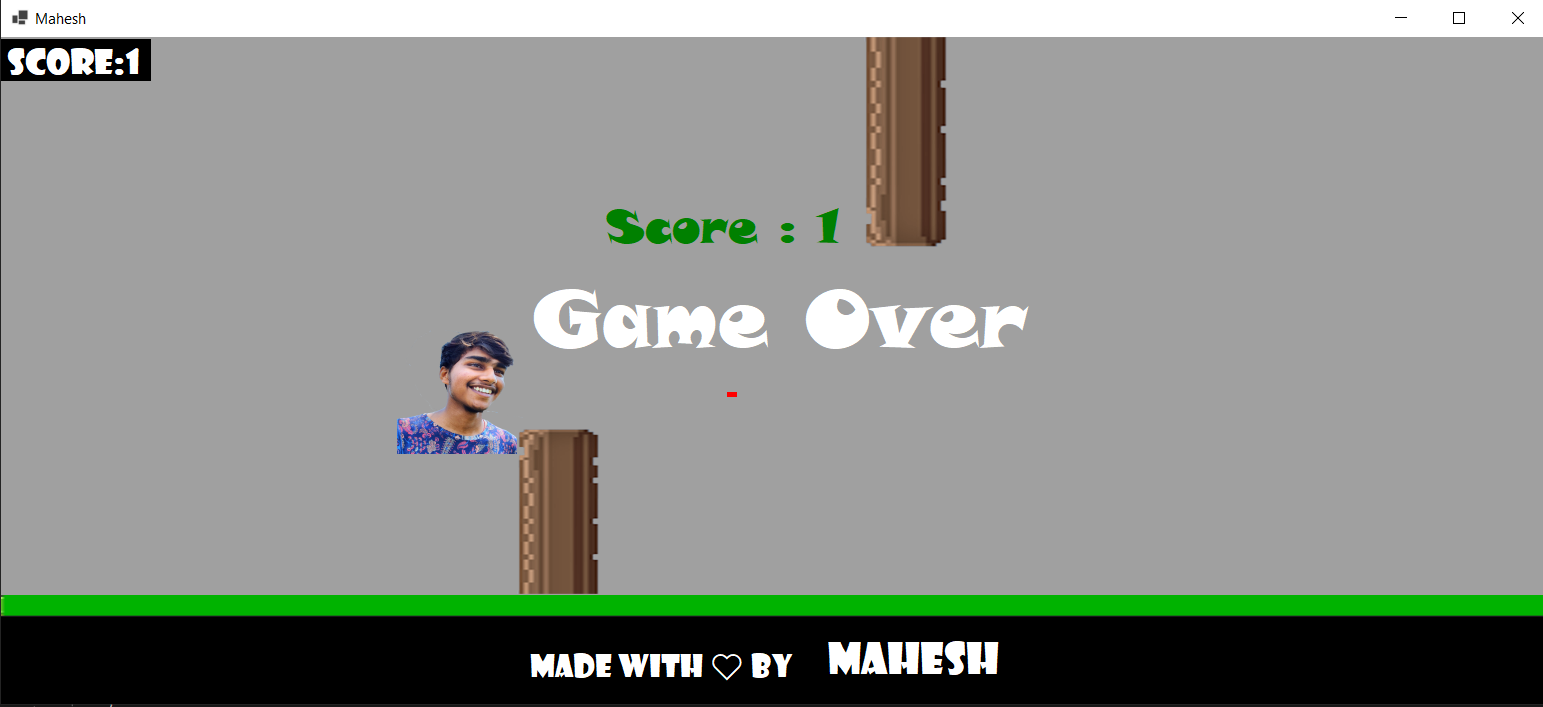 Mahesh
SCORE:1
Score : 1
Game Over
MADE WITH ♡ BY MAHESH